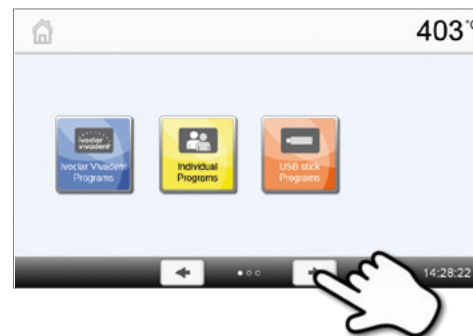 403 °C
ivoclar
vivadent
Ivoclar Vivadent
Programs
Individual
Programs
USB stick
Programs
14:28:22